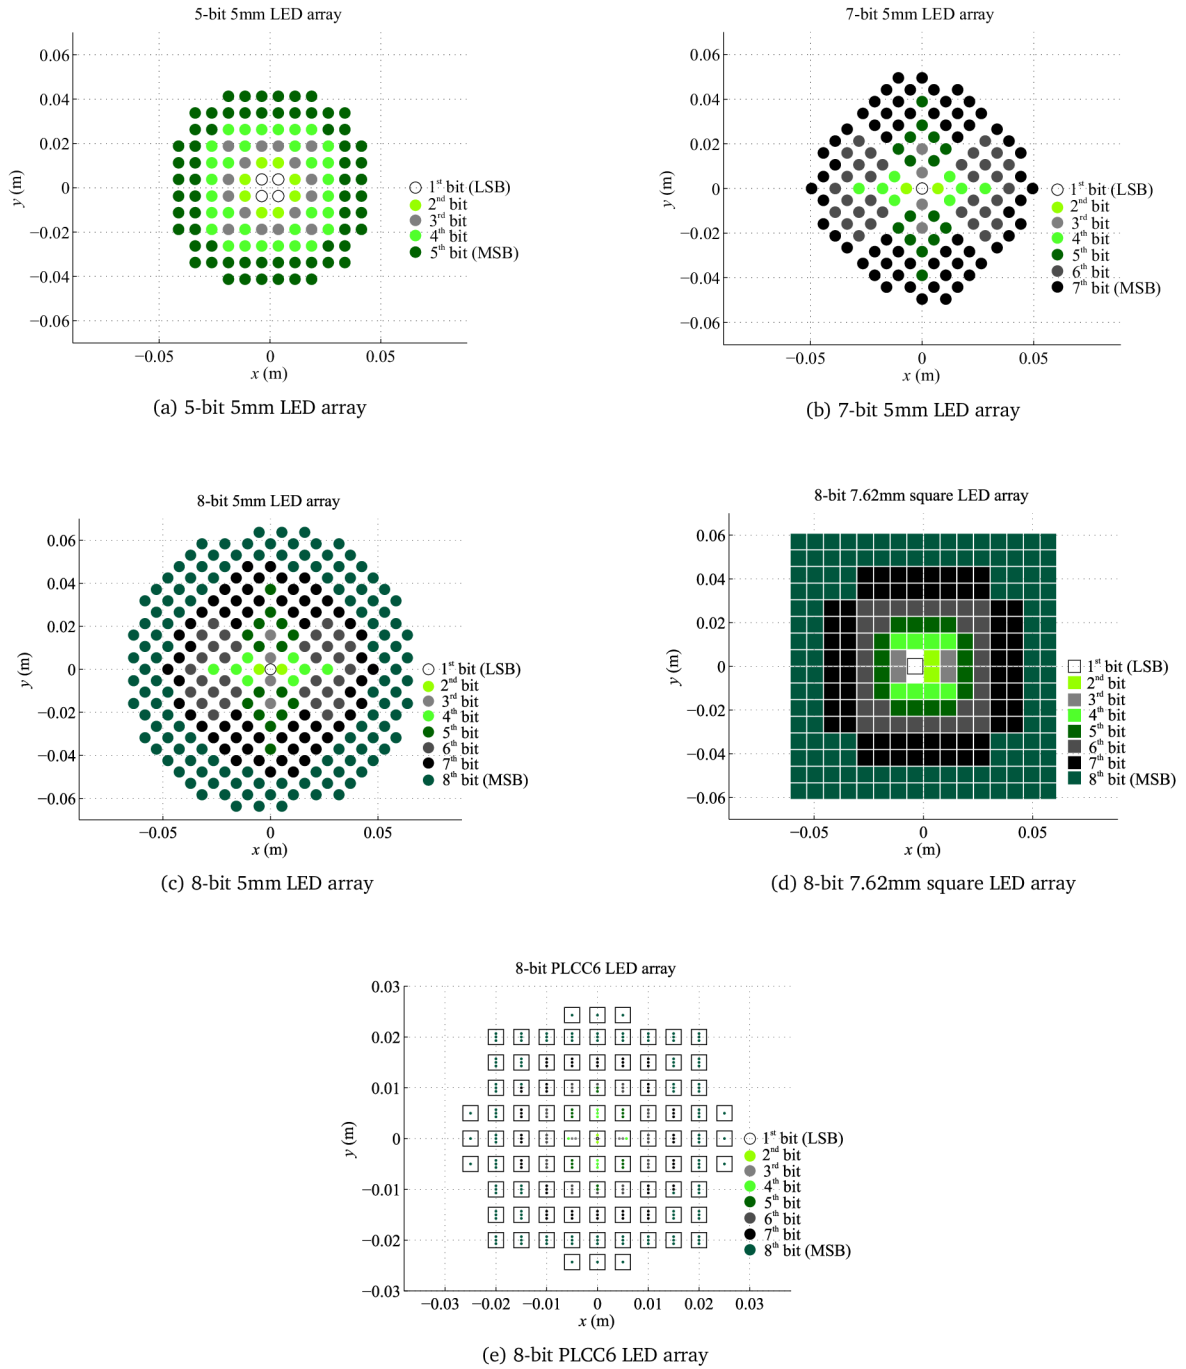 5-bit 5mm LED array
0.06
0.04
0.02
0
−0.02
−0.04
−0.06
y (m)
−0.05
0
0.05
x (m)
1st bit (LSB)
2nd bit
3rd bit
4th bit
5th bit (MSB)
(a) 5-bit 5mm LED array
7-bit 5mm LED array
0.06
0.04
0.02
0
−0.02
−0.04
−0.06
y (m)
−0.05
0
0.05
x (m)
1st bit (LSB)
2nd bit
3rd bit
4th bit
5th bit
6th bit
7th bit (MSB)
(b) 7-bit 5mm LED array
8-bit 5mm LED array
0.06
0.04
0.02
0
−0.02
−0.04
−0.06
y (m)
−0.05
0
0.05
x (m)
1st bit (LSB)
2nd bit
3rd bit
4th bit
5th bit
6th bit
7th bit
8th bit (MSB)
(c) 8-bit 5mm LED array
8-bit 7.62mm square LED array
0.06
0.04
0.02
0
−0.02
−0.04
−0.06
y (m)
−0.05
0
0.05
x (m)
1st bit (LSB)
2nd bit
3rd bit
4th bit
5th bit
6th bit
7th bit
8th bit (MSB)
(d) 8-bit 7.62mm square LED array
8-bit PLCC6 LED array
0.03
0.02
0.01
0
−0.01
−0.02
−0.03
y (m)
−0.03
−0.02
−0.01
0
0.01
0.02
0.03
x (m)
1st bit (LSB)
2nd bit
3rd bit
4th bit
5th bit
6th bit
7th bit
8th bit (MSB)
(e) 8-bit PLCC6 LED array